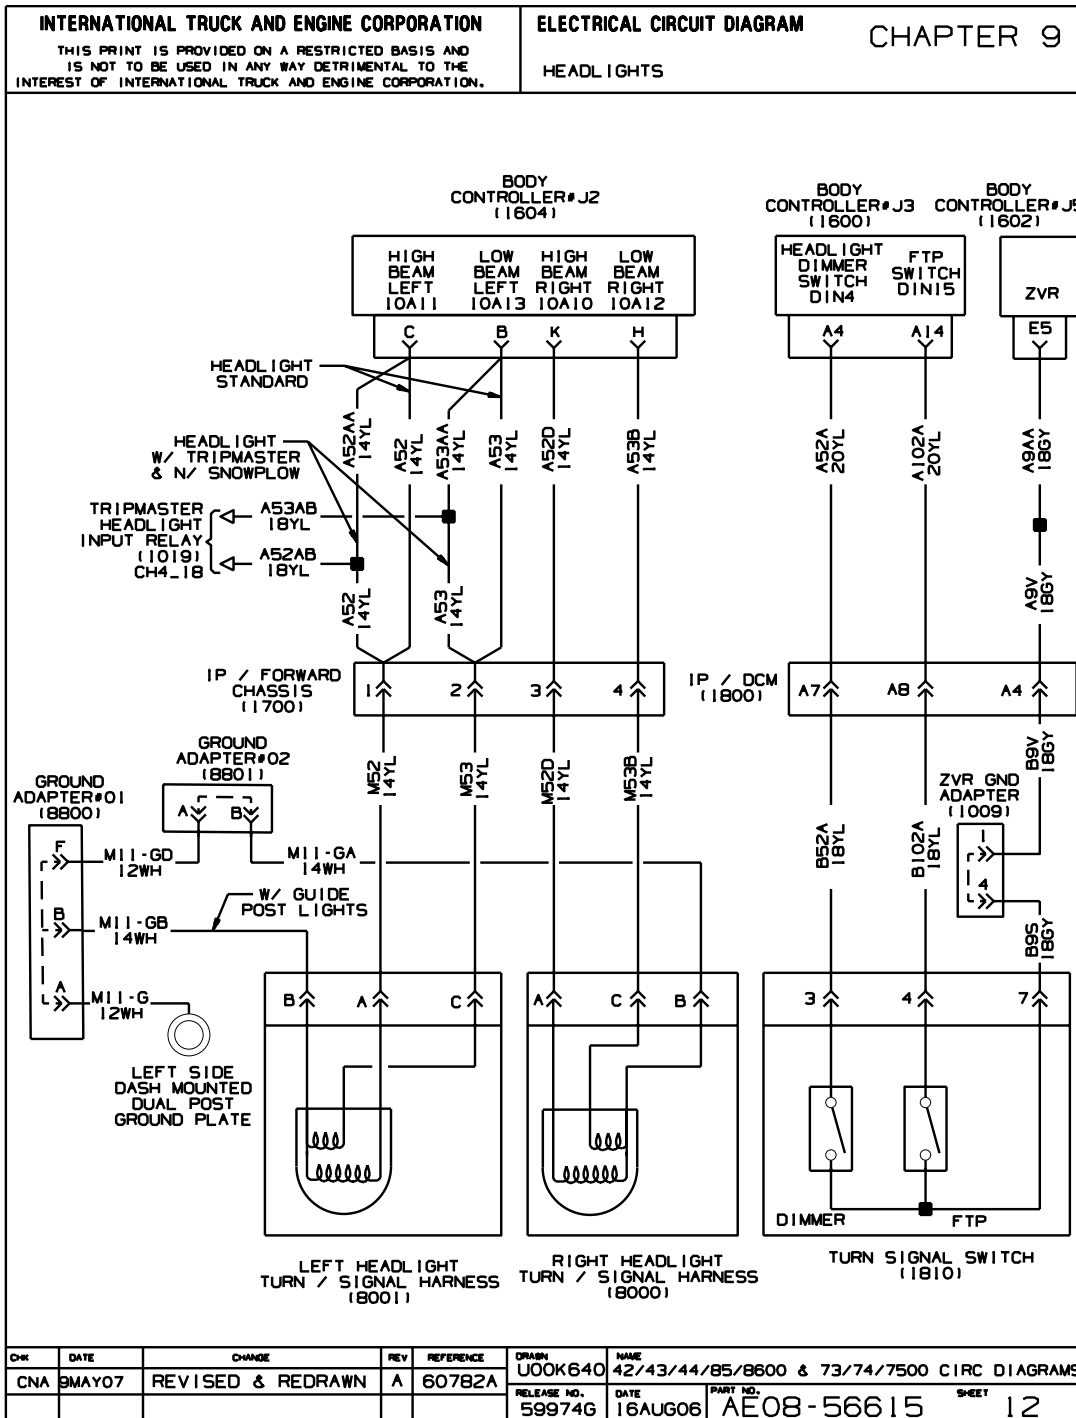 INTERNATIONAL TRUCK AND ENGINE CORPORATION
THIS PRINT IS PROVIDED ON A RESTRICTED BASIS AND
IS NOT TO BE USED IN ANY WAY DETRIMENTAL TO THE
INTEREST OF INTERNATIONAL TRUCK AND ENGINE CORPORATION.
ELECTRICAL CIRCUIT DIAGRAM
HEADLIGHTS
CHAPTER 9
BODY
CONTROLLER#J2
(1604)
BODY
CONTROLLER#J3
(1600)
BODY
CONTROLLER#J5
(1602)
HIGH
BEAM
LEFT
10A11
LOW
BEAM
LEFT
10A13
HIGH
BEAM
RIGHT
10A10
LOW
BEAM
RIGHT
10A12
HEADLIGHT
DIMMER
SWITCH
DIN4
FTP
SWITCH
DIN15
ZVR
C
B
K
H
A4
A14
E5
HEADLIGHT
STANDARD
HEADLIGHT
W/ TRIPMASTER
& N/ SNOWPLOW
A52AA
14YL
A52
14YL
A53AA
14YL
A53
14YL
A52D
14YL
A53B
14YL
A52A
20YL
A102A
20YL
A9AA
18GY
TRIPMASTER
HEADLIGHT
INPUT RELAY
(1019)
CH4_18
A53AB
18YL
A52AB
18YL
A52
14YL
A53
14YL
A9V
18GY
IP / FORWARD
CHASSIS
(1700)
1
2
3
4
IP / DCM
(1800)
A7
A8
A4
M52
14YL
M53
14YL
M52D
14YL
M53B
14YL
B9V
18GY
GROUND
ADAPTER#02
(8801)
A
B
GROUND
ADAPTER#01
(8800)
F
B
A
M11-GD
12WH
M11-GA
14WH
W/ GUIDE
POST LIGHTS
M11-GB
14WH
M11-G
12WH
LEFT SIDE
DASH MOUNTED
DUAL POST
GROUND PLATE
B52A
18YL
B102A
18YL
ZVR GND
ADAPTER
(1009)
1
4
B9S
18GY
B
A
C
A
C
B
3
4
7
DIMMER
FTP
LEFT HEADLIGHT
TURN / SIGNAL HARNESS
(8001)
RIGHT HEADLIGHT
TURN / SIGNAL HARNESS
(8000)
TURN SIGNAL SWITCH
(1810)
CHK
DATE
CHANGE
REV
REFERENCE
CNA
9MAY07
REVISED & REDRAWN
A
60782A
DRAWN
U00K640
NAME
42/43/44/85/8600 & 73/74/7500 CIRC DIAGRAMS
RELEASE NO.
59974G
DATE
16AUG06
PART NO.
AE08-56615
SHEET
12